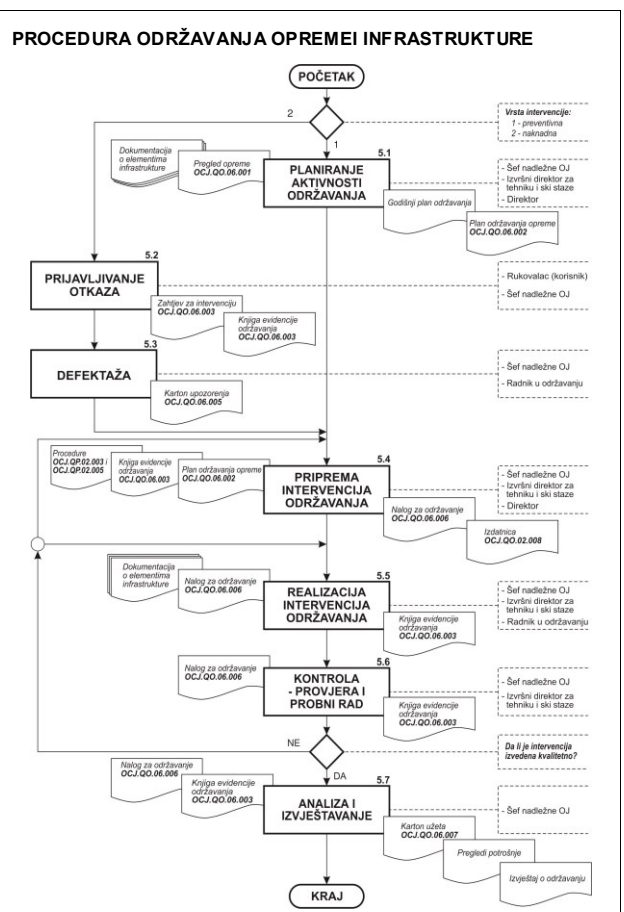 PROCEDURA ODRŽAVANJA OPREMEI INFRASTRUKTURE
POČETAK
2
1
Vrsta intervencije:
1 - preventivna
2 - naknadna
Dokumentacija
o elementima
infrastrukture
Pregled opreme
OCJ.QO.06.001
5.1
PLANIRANJE
AKTIVNOSTI
ODRŽAVANJA
Godišnji plan održavanja
Plan održavanja opreme
OCJ.QO.06.002
- Šef nadležne OJ
- Izvršni direktor za
tehniku i ski staze
- Direktor
5.2
PRIJAVLJIVANJE
OTKAZA
Zahtjev za intervenciju
OCJ.QO.06.003
Knjiga evidencije
održavanja
OCJ.QO.06.003
- Rukovalac (korisnik)
- Šef nadležne OJ
5.3
DEFEKTAŽA
Karton upozorenja
OCJ.QO.06.005
- Šef nadležne OJ
- Radnik u održavanju
Procedure
OCJ.QP.02.003 i
OCJ.QP.02.005
Knjiga evidencije
održavanja
OCJ.QO.06.003
Plan održavanja opreme
OCJ.QO.06.002
5.4
PRIPREMA
INTERVENCIJA
ODRŽAVANJA
Nalog za održavanje
OCJ.QO.06.006
Izdatnica
OCJ.QO.02.008
- Šef nadležne OJ
- Izvršni direktor za
tehniku i ski staze
- Direktor
Dokumentacija
o elementima
infrastrukture
Nalog za održavanje
OCJ.QO.06.006
5.5
REALIZACIJA
INTERVENCIJA
ODRŽAVANJA
Knjiga evidencije
održavanja
OCJ.QO.06.003
- Šef nadležne OJ
- Izvršni direktor za
tehniku i ski staze
- Radnik u održavanju
Nalog za održavanje
OCJ.QO.06.006
5.6
KONTROLA
- PROVJERA I
PROBNI RAD
Knjiga evidencije
održavanja
OCJ.QO.06.003
- Šef nadležne OJ
- Izvršni direktor za
tehniku i ski staze
NE
DA
Da li je intervencija
izvedena kvalitetno?
Nalog za održavanje
OCJ.QO.06.006
Knjiga evidencije
održavanja
OCJ.QO.06.003
5.7
ANALIZA I
IZVJEŠTAVANJE
Karton užeta
OCJ.QO.06.007
Pregledi potrošnje
Izvještaj o održavanju
- Šef nadležne OJ
KRAJ